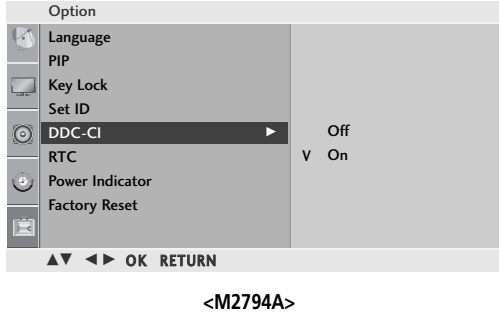 Option
Language
PIP
Key Lock
Set ID
DDC-CI ► Off
RTC V On
Power Indicator
Factory Reset
▲▼ ◄► OK RETURN
<M2794A>